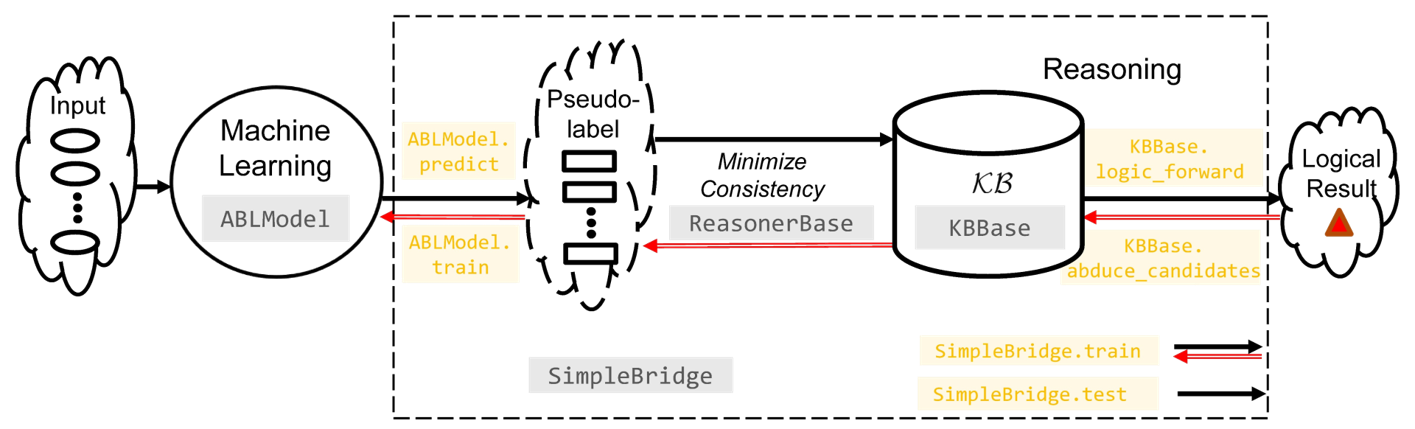 Input
Machine
Learning
ABLModel
ABLModel.
predict
ABLModel.
train
Pseudo-
label
Minimize
Consistency
ReasonerBase
Reasoning
KB
KBBase
KBBase.
logic_forward
KBBase.
abduce_candidates
Logical
Result
SimpleBridge
SimpleBridge.train
SimpleBridge.test